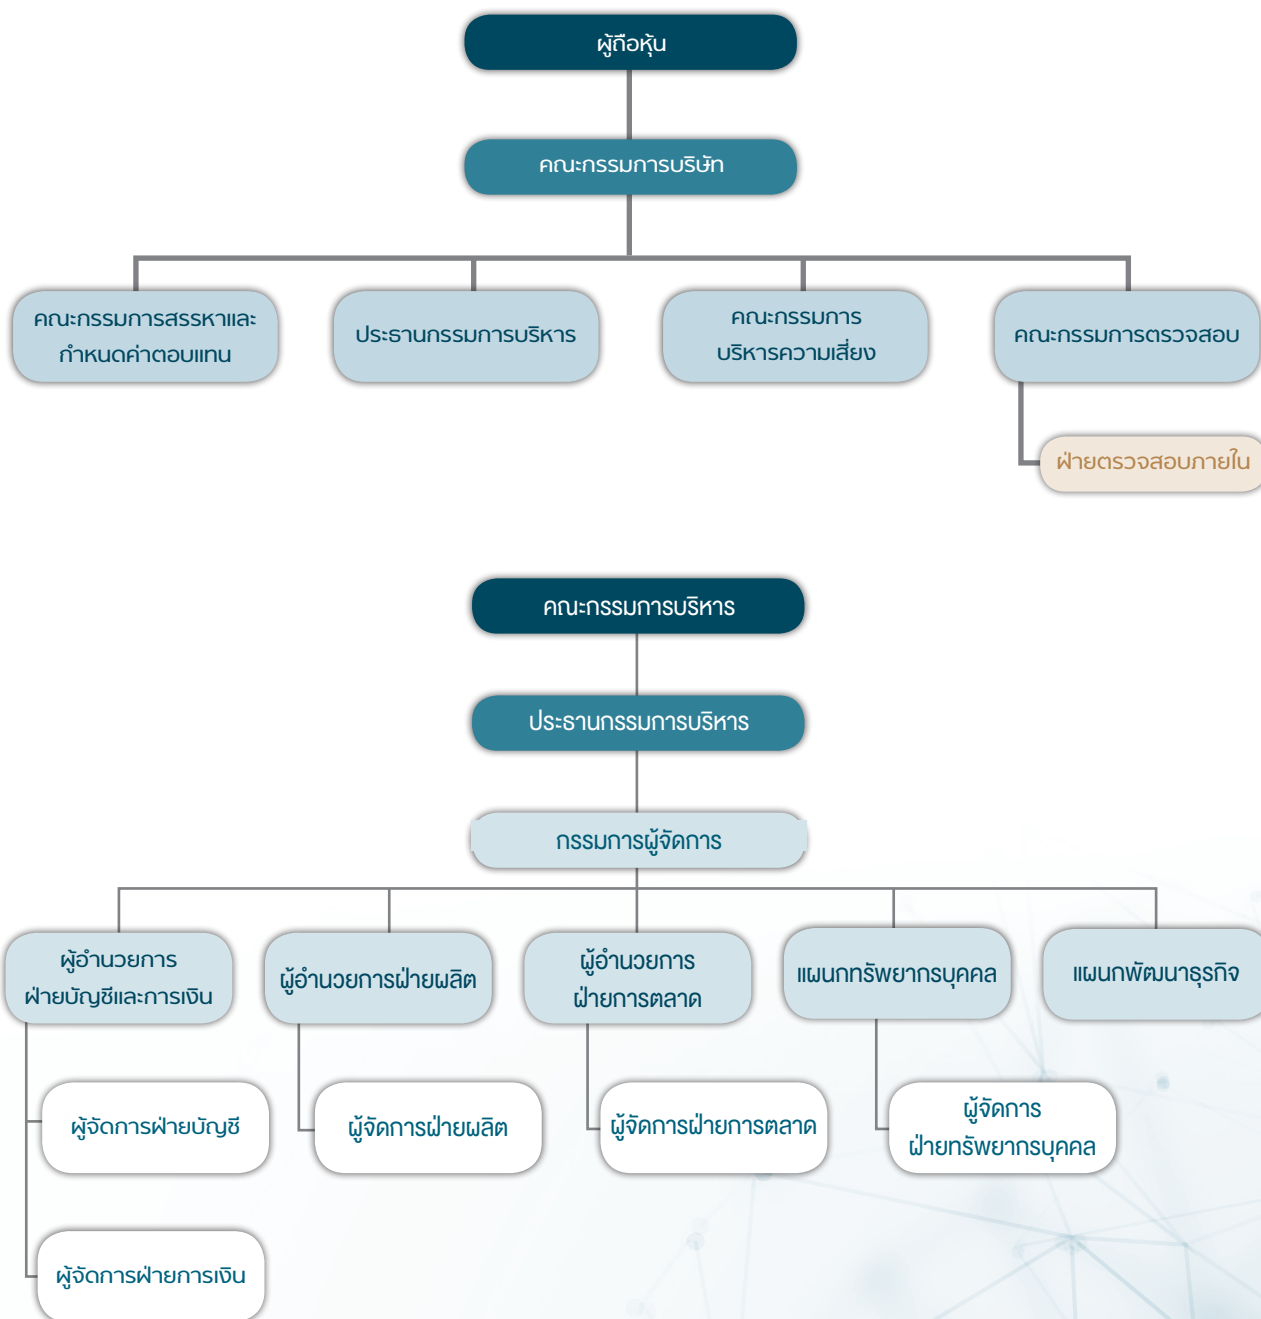 ผู้ถือหุ้น
คณะกรรมการบริษัท
คณะกรรมการสรรหาและ
กำหนดค่าตอบแทน
ประธานกรรมการบริหาร
คณะกรรมการ
บริหารความเสี่ยง
คณะกรรมการตรวจสอบ
ฝ่ายตรวจสอบภายใน
คณะกรรมการบริหาร
ประธานกรรมการบริหาร
กรรมการผู้จัดการ
ผู้อำนวยการ
ฝ่ายบัญชีและการเงิน
ผู้อำนวยการฝ่ายผลิต
ผู้อำนวยการ
ฝ่ายการตลาด
แผนกทรัพยากรบุคคล
แผนกพัฒนาธุรกิจ
ผู้จัดการฝ่ายบัญชี
ผู้จัดการฝ่ายผลิต
ผู้จัดการฝ่ายการตลาด
ผู้จัดการ
ฝ่ายทรัพยากรบุคคล
ผู้จัดการฝ่ายการเงิน